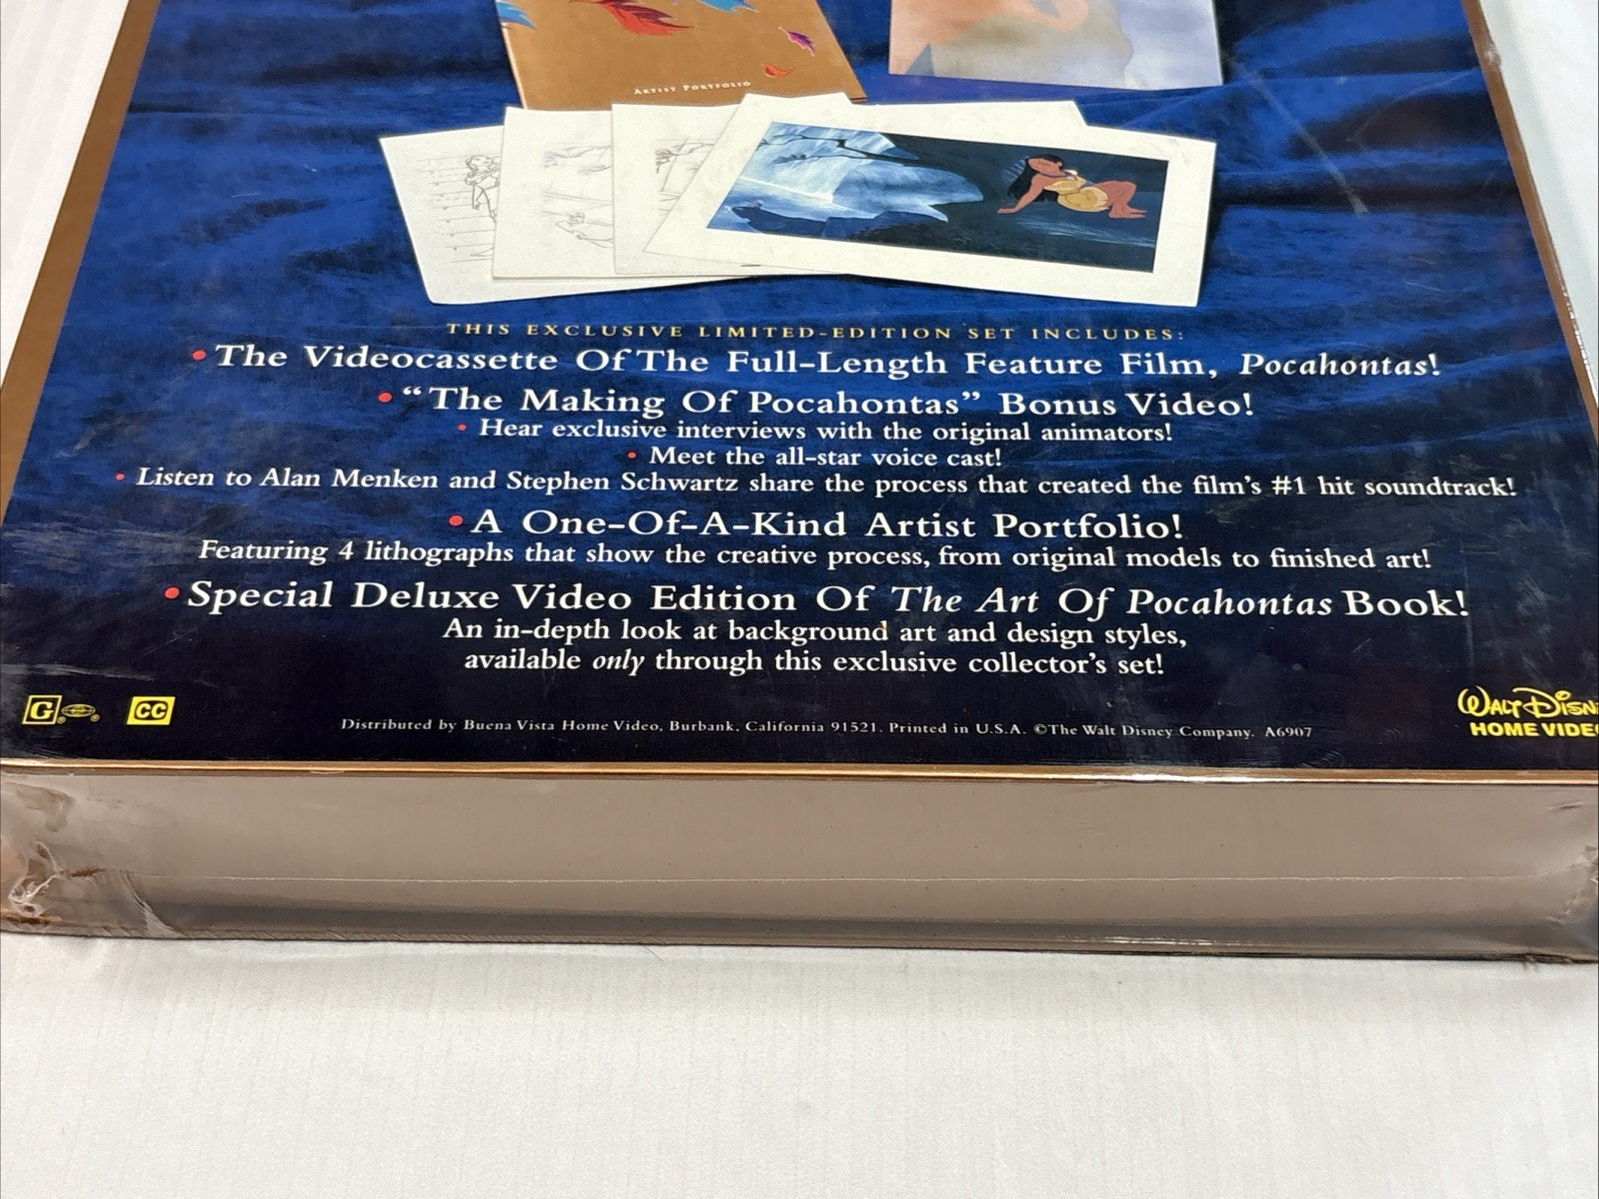 ARTIST PORTFOLIO
THIS EXCLUSIVE LIMITED-EDITION SET INCLUDES:
• The Videocassette Of The Full-Length Feature Film, Pocahontas!
• “The Making Of Pocahontas” Bonus Video!
• Hear exclusive interviews with the original animators!
• Meet the all-star voice cast!
• Listen to Alan Menken and Stephen Schwartz share the process that created the film's #1 hit soundtrack!
• A One-Of-A-Kind Artist Portfolio!
Featuring 4 lithographs that show the creative process, from original models to finished art!
• Special Deluxe Video Edition Of The Art Of Pocahontas Book!
An in-depth look at background art and design styles,
available only through this exclusive collector's set!
G® CC
Distributed by Buena Vista Home Video, Burbank, California 91521. Printed in U.S.A. ©The Walt Disney Company. A6907
WALT DISN
HOME VIDEO